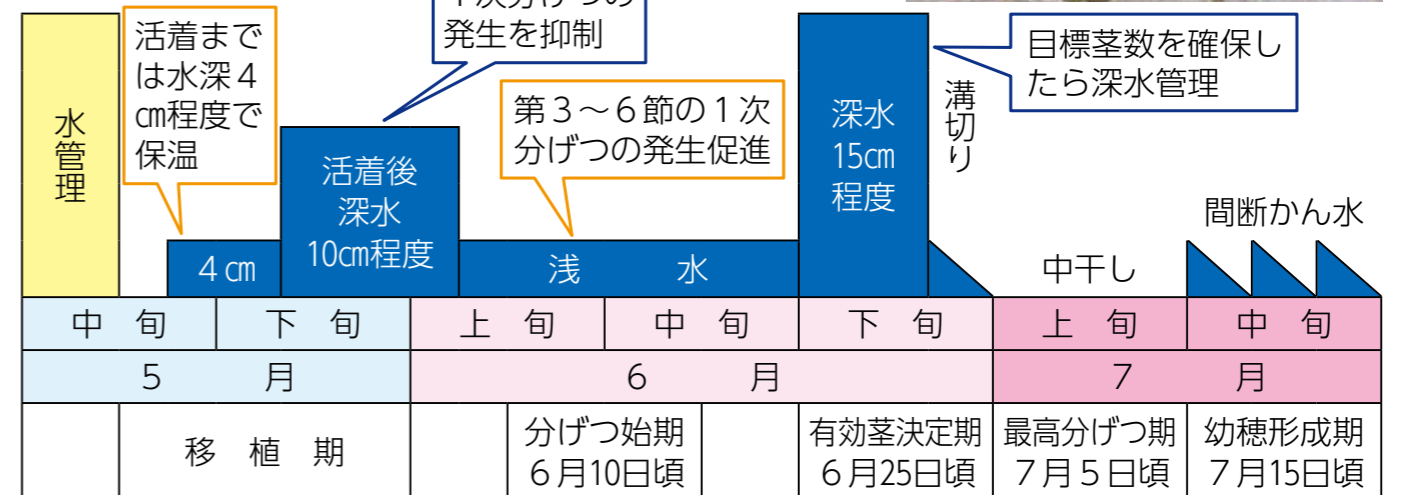 １次分げつの
発生を抑制
活着まで
は水深４
㎝程度で
保温
目標茎数を確保し
たら深水管理
第３～６節の１次
分げつの発生促進
水管理
４㎝
活着後
深水
10㎝程度
浅水
深水
15㎝
程度
溝切り
中干し
間断かん水
中旬
下旬
上旬
中旬
下旬
上旬
中旬
５月
６月
７月
移植期
分げつ始期
６月10日頃
有効茎決定期
６月25日頃
最高分げつ期
７月５日頃
幼穂形成期
７月15日頃